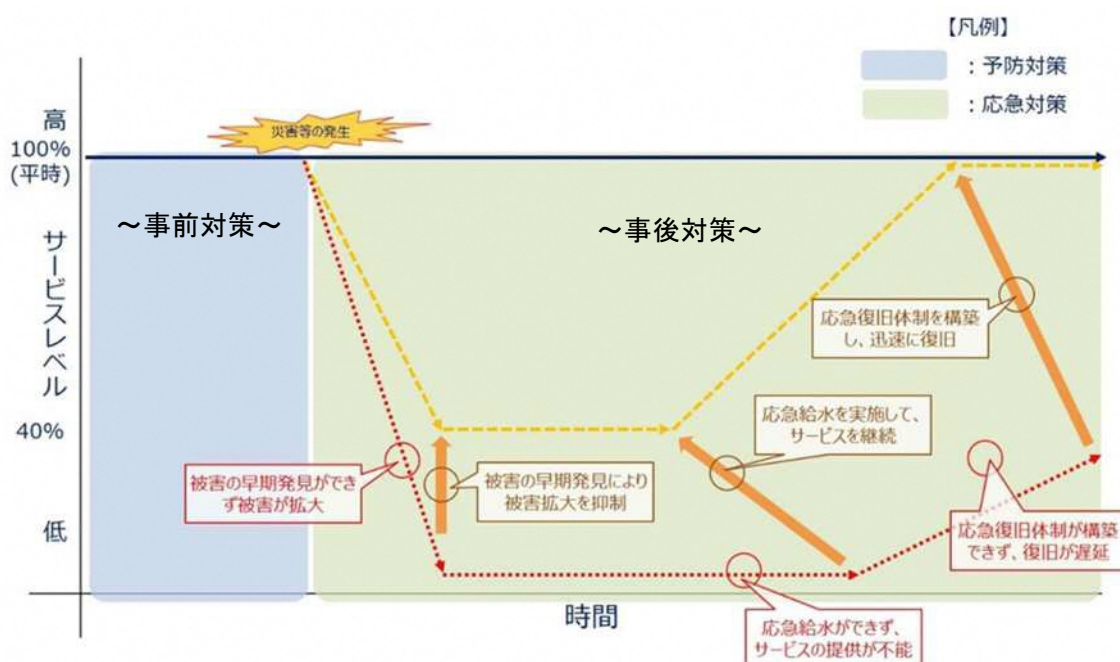 【凡例】
：予防対策
：応急対策
災害等の発生
高
100%
(平時)
サービスレベル
40%
低
～事前対策～
～事後対策～
応急復旧体制を構築
し、迅速に復旧
応急給水を実施して、
サービスを継続
被害の早期発見ができ
ず被害が拡大
被害の早期発見により
被害拡大を抑制
応急復旧体制が構築
できず、復旧が遅延
時間
応急給水ができず、
サービスの提供が不能